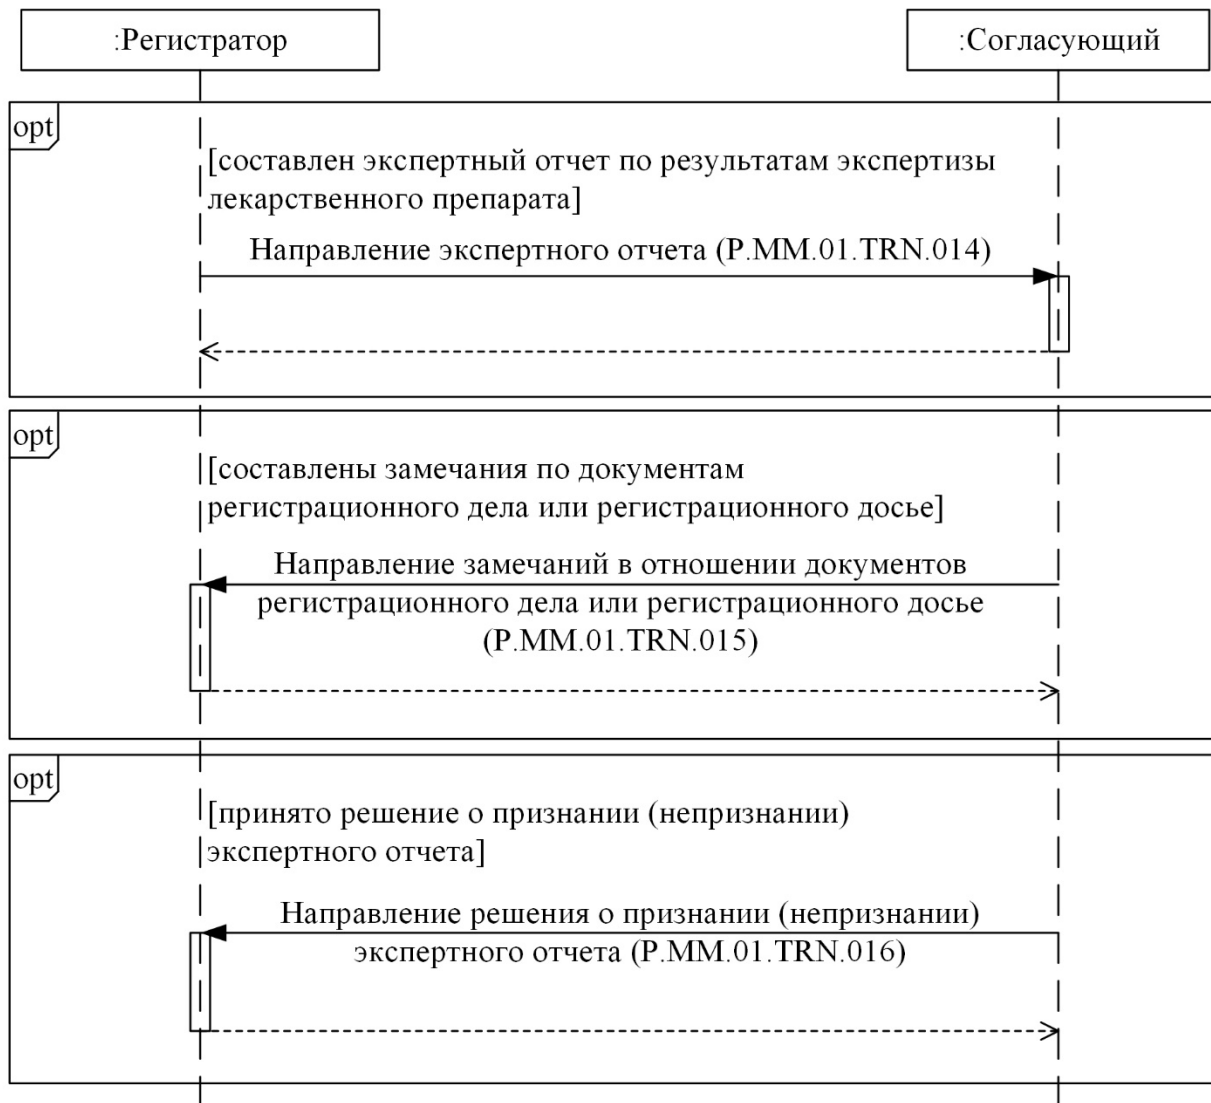 :Регистратор
:Согласующий
opt
[составлен экспертный отчет по результатам экспертизы
лекарственного препарата]
Направление экспертного отчета (P.MM.01.TRN.014)
opt
[составлены замечания по документам
регистрационного дела или регистрационного досье]
Направление замечаний в отношении документов
регистрационного дела или регистрационного досье
(P.MM.01.TRN.015)
opt
[принято решение о признании (непризнании)
экспертного отчета]
Направление решения о признании (непризнании)
экспертного отчета (P.MM.01.TRN.016)